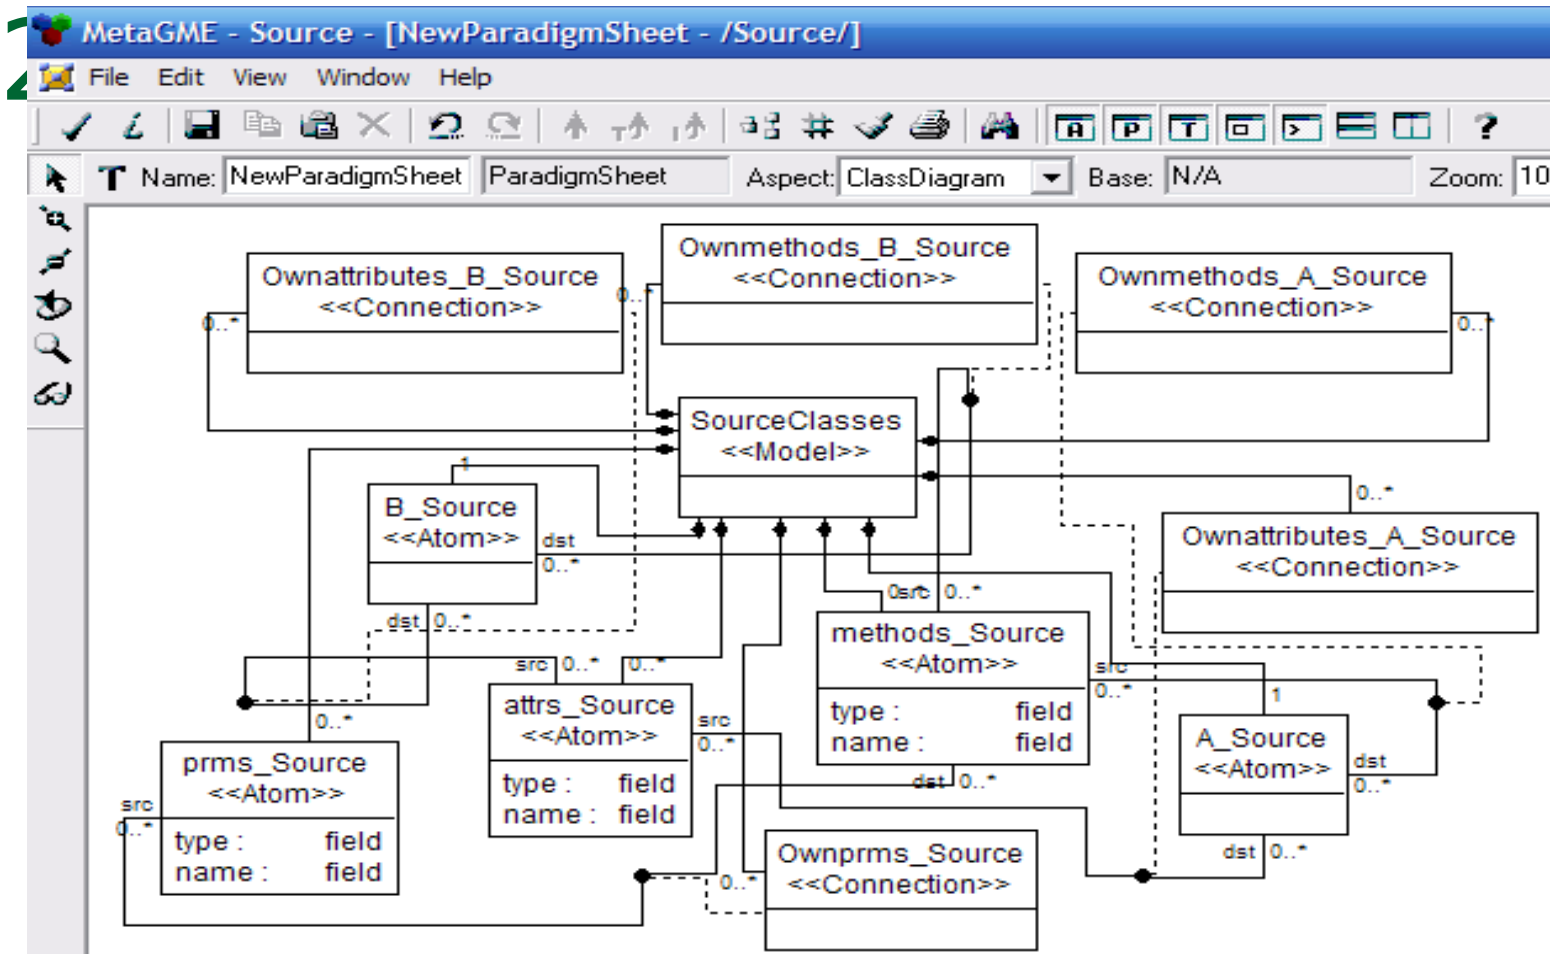 2
MetaGME - Source - [NewParadigmSheet - /Source/]
File Edit View Window Help
Name: NewParadigmSheet ParadigmSheet Aspect: ClassDiagram Base: N/A Zoom: 10
Ownmethods_B_Source
<<Connection>>
Ownattributes_B_Source
<<Connection>>
Ownmethods_A_Source
<<Connection>>
0..*
0..*
0..*
SourceClasses
<<Model>>
1
0..*
B_Source
<<Atom>>
dst
0..*
Ownattributes_A_Source
<<Connection>>
src 0..*
dst 0..*
methods_Source
<<Atom>>
type : field
name : field
src 0..*
0..*
src
0..*
1
attrs_Source
<<Atom>>
type : field
name : field
src
0..*
0..*
A_Source
<<Atom>>
dst
0..*
prms_Source
<<Atom>>
type : field
name : field
src
0..*
dst 0..*
dst 0..*
Ownprms_Source
<<Connection>>
0..*